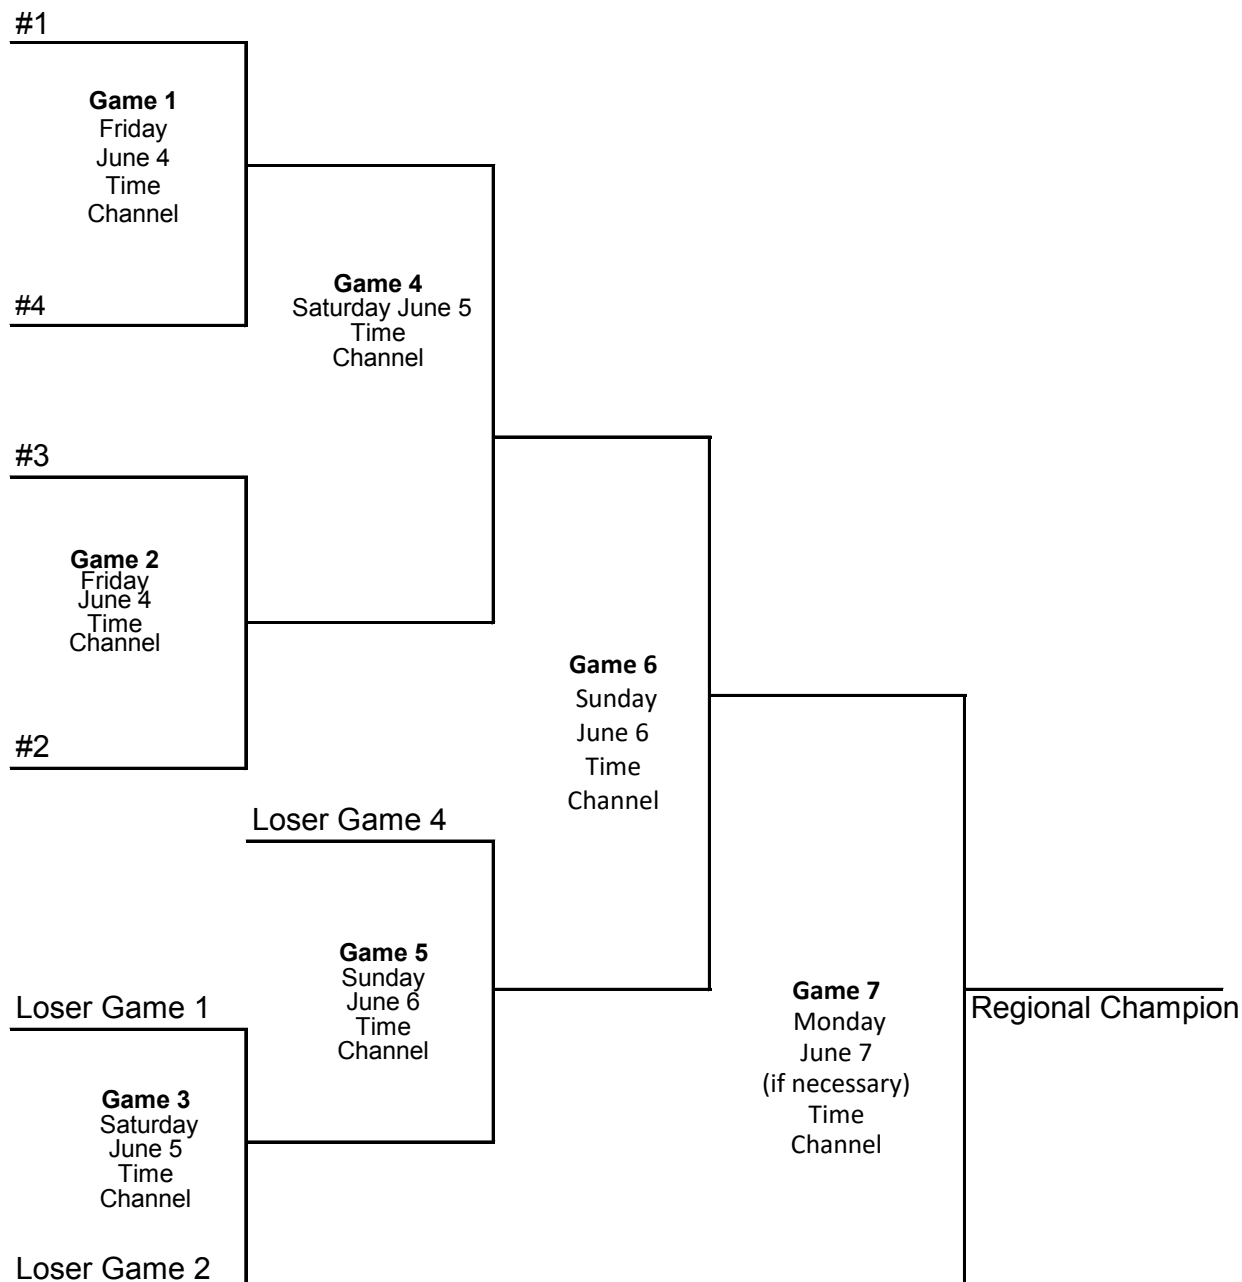 #1
Game 1
Friday
June 4
Time
Channel
#4
Game 4
Saturday June 5
Time
Channel
#3
Game 2
Friday
June 4
Time
Channel
#2
Game 6
Sunday
June 6
Time
Channel
Loser Game 4
Game 5
Sunday
June 6
Time
Channel
Loser Game 1
Game 3
Saturday
June 5
Time
Channel
Loser Game 2
Game 7
Monday
June 7
(if necessary)
Time
Channel
Regional Champion